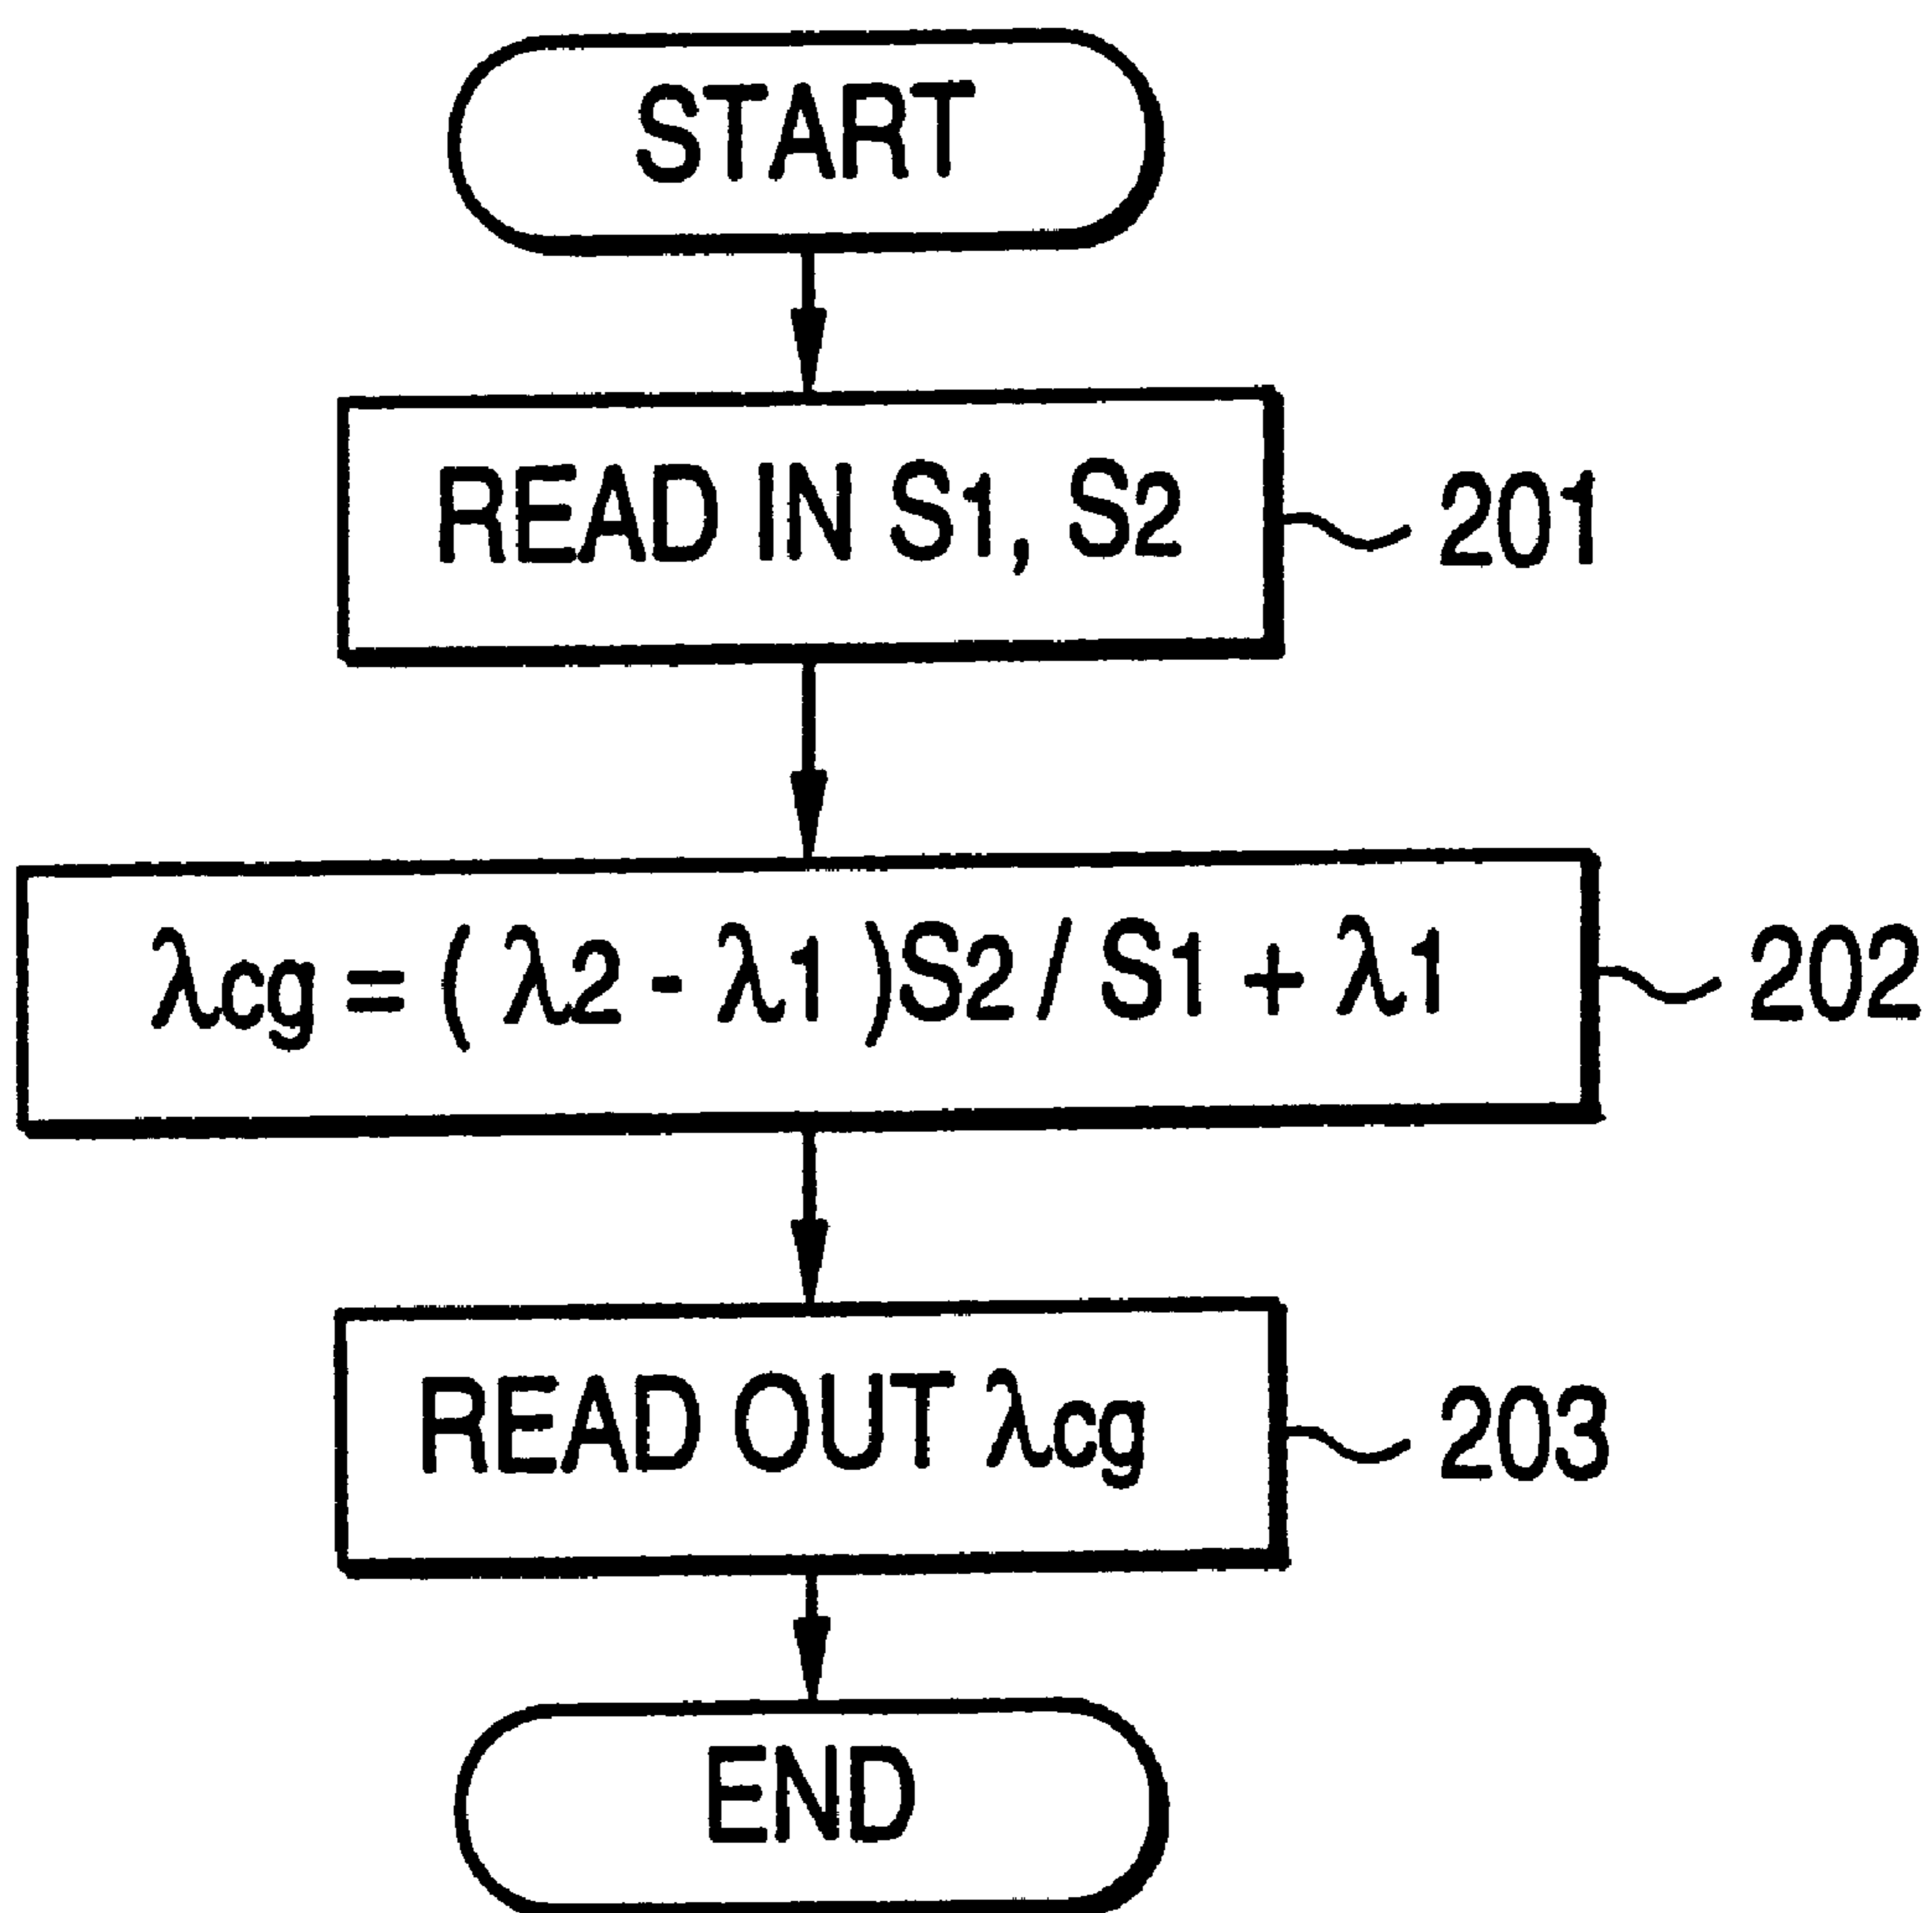 START
READ IN S1, S2
201
λcg = ( λ2 - λ1 )S2 / S1 + λ1
202
READ OUT λcg
203
END